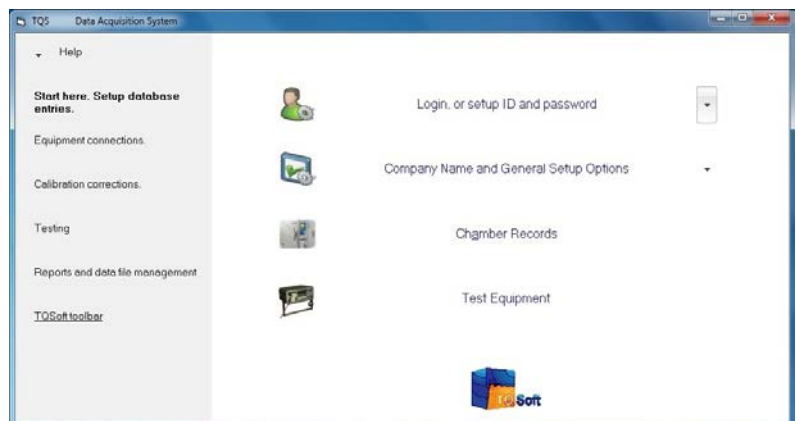 TQS Data Acquisition System
Help
Start here. Setup database
entries.
Equipment connections.
Calibration corrections.
Testing
Reports and data file management
TQSoft toolbar
Login, or setup ID and password
Company Name and General Setup Options
Chamber Records
Test Equipment
TQSoft